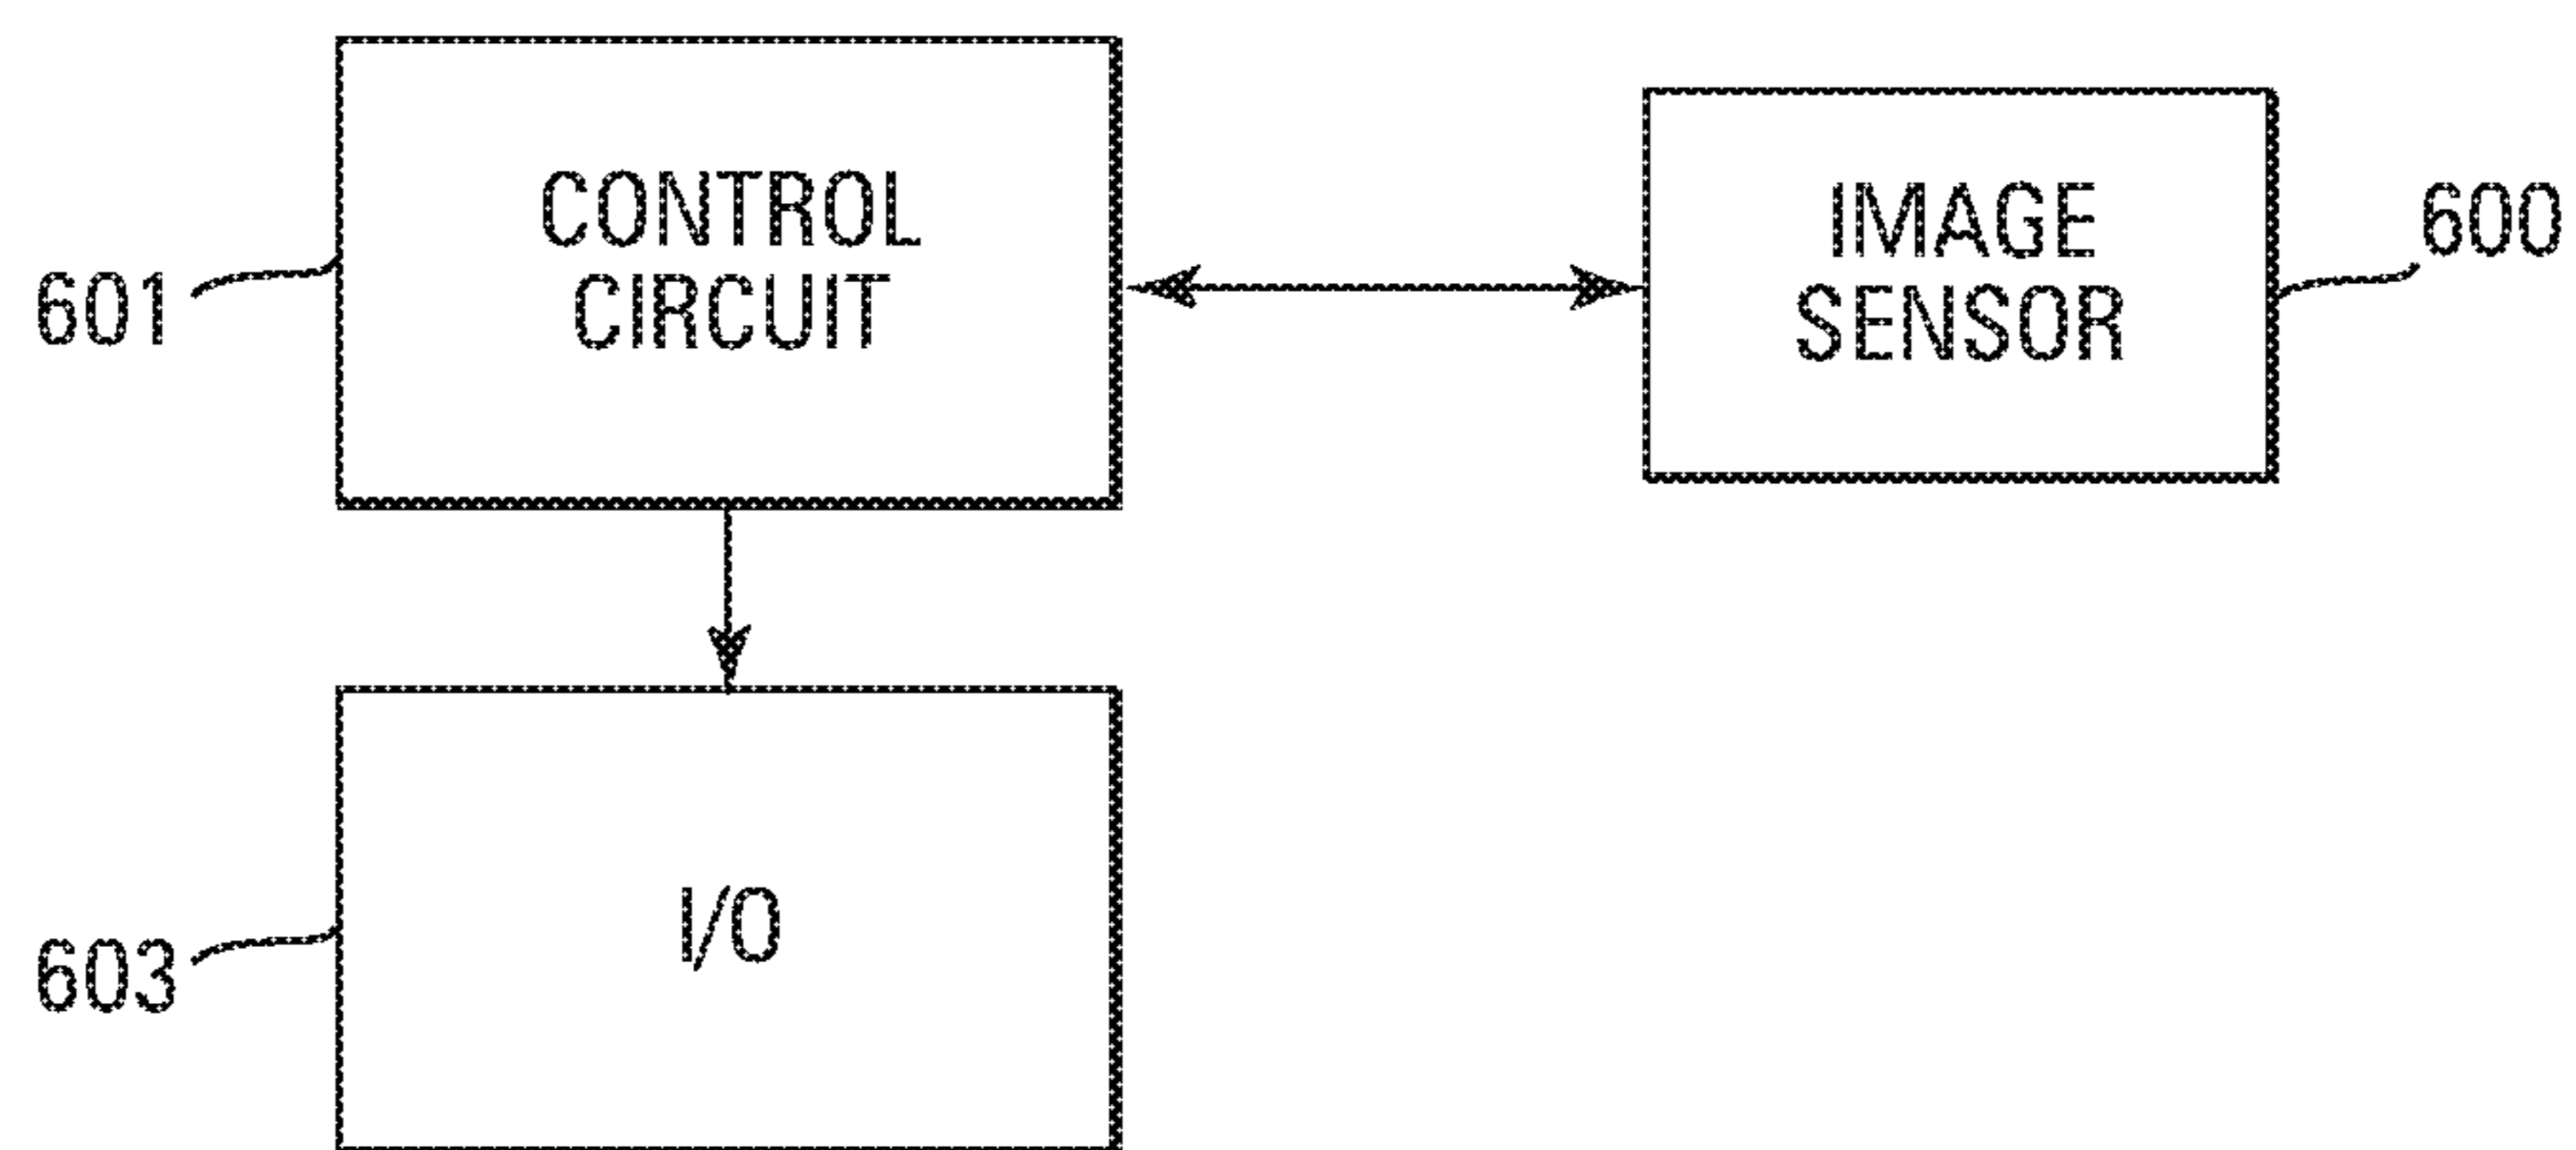 CONTROL
CIRCUIT
601
IMAGE
SENSOR
600
I/O
603